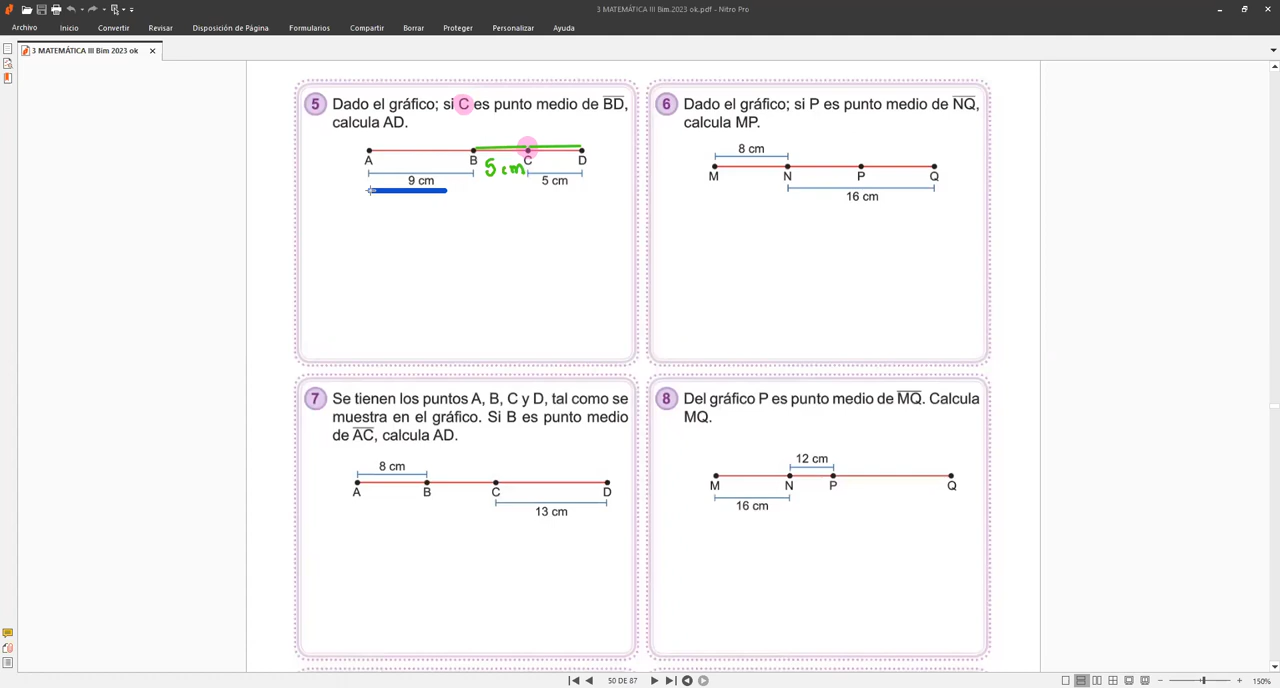 3 MATEMÁTICA III Bim.2023 ok.pdf - Nitro Pro
Archivo Inicio Convertir Revisar Disposición de Página Formularios Compartir Borrar Proteger Personalizar Ayuda
3 MATEMÁTICA III Bim 2023 ok
5 Dado el gráfico; si C es punto medio de BD,
calcula AD.
A B C D
5 cm
9 cm 5 cm
6 Dado el gráfico; si P es punto medio de NQ,
calcula MP.
8 cm
M N P Q
16 cm
7 Se tienen los puntos A, B, C y D, tal como se
muestra en el gráfico. Si B es punto medio
de AC, calcula AD.
8 cm
A B C D
13 cm
8 Del gráfico P es punto medio de MQ. Calcula
MQ.
12 cm
M N P Q
16 cm
50 DE 87
150%